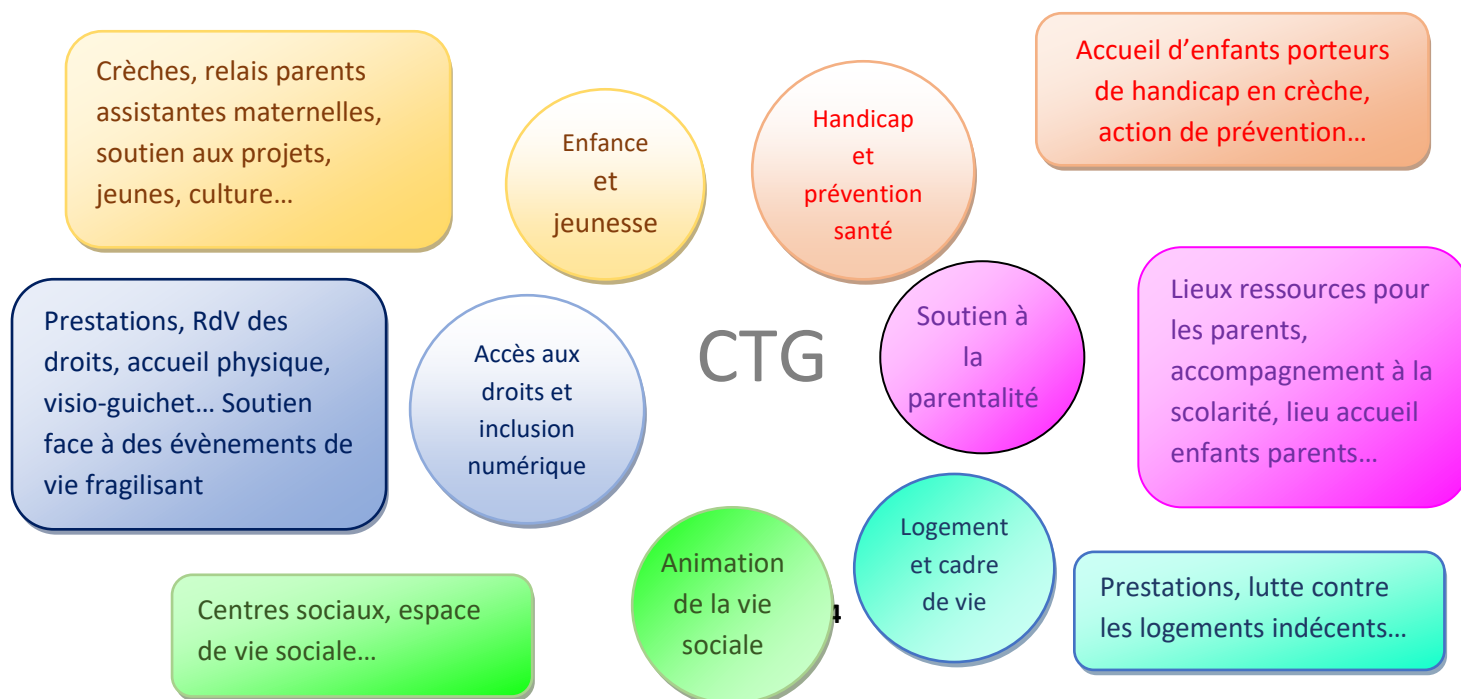 Crèches, relais parents
assistantes maternelles,
soutien aux projets,
jeunes, culture…
Enfance
et
jeunesse
Handicap
et
prévention
santé
Accueil d’enfants porteurs
de handicap en crèche,
action de prévention…
Prestations, RdV des
droits, accueil physique,
visio-guichet… Soutien
face à des évènements de
vie fragilisant
Accès aux
droits et
inclusion
numérique
CTG
Soutien à
la
parentalité
Lieux ressources pour
les parents,
accompagnement à la
scolarité, lieu accueil
enfants parents…
Centres sociaux, espace
de vie sociale…
Animation
de la vie
sociale
4
Logement
et cadre
de vie
Prestations, lutte contre
les logements indécents…